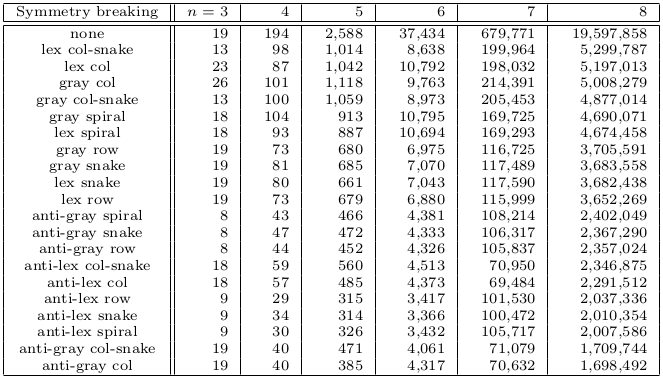 Symmetry breaking n = 3 4 5 6 7 8
none 19 194 2,588 37,434 679,771 19,597,858
lex col-snake 13 98 1,014 8,638 199,964 5,299,787
lex col 23 87 1,042 10,792 198,032 5,197,013
gray col 26 101 1,118 9,763 214,391 5,008,279
gray col-snake 13 100 1,059 8,973 205,453 4,877,014
gray spiral 18 104 913 10,795 169,725 4,690,071
lex spiral 18 93 887 10,694 169,293 4,674,458
gray row 19 73 680 6,975 116,725 3,705,591
gray snake 19 81 685 7,070 117,489 3,683,558
lex snake 19 80 661 7,043 117,590 3,682,438
lex row 19 73 679 6,880 115,999 3,652,269
anti-gray spiral 8 43 466 4,381 108,214 2,402,049
anti-gray snake 8 47 472 4,333 106,317 2,367,290
anti-gray row 8 44 452 4,326 105,837 2,357,024
anti-lex col-snake 18 59 560 4,513 70,950 2,346,875
anti-lex col 18 57 485 4,373 69,484 2,291,512
anti-lex row 9 29 315 3,417 101,530 2,037,336
anti-lex snake 9 34 314 3,366 100,472 2,010,354
anti-lex spiral 9 30 326 3,432 105,717 2,007,586
anti-gray col-snake 19 40 471 4,061 71,079 1,709,744
anti-gray col 19 40 385 4,317 70,632 1,698,492